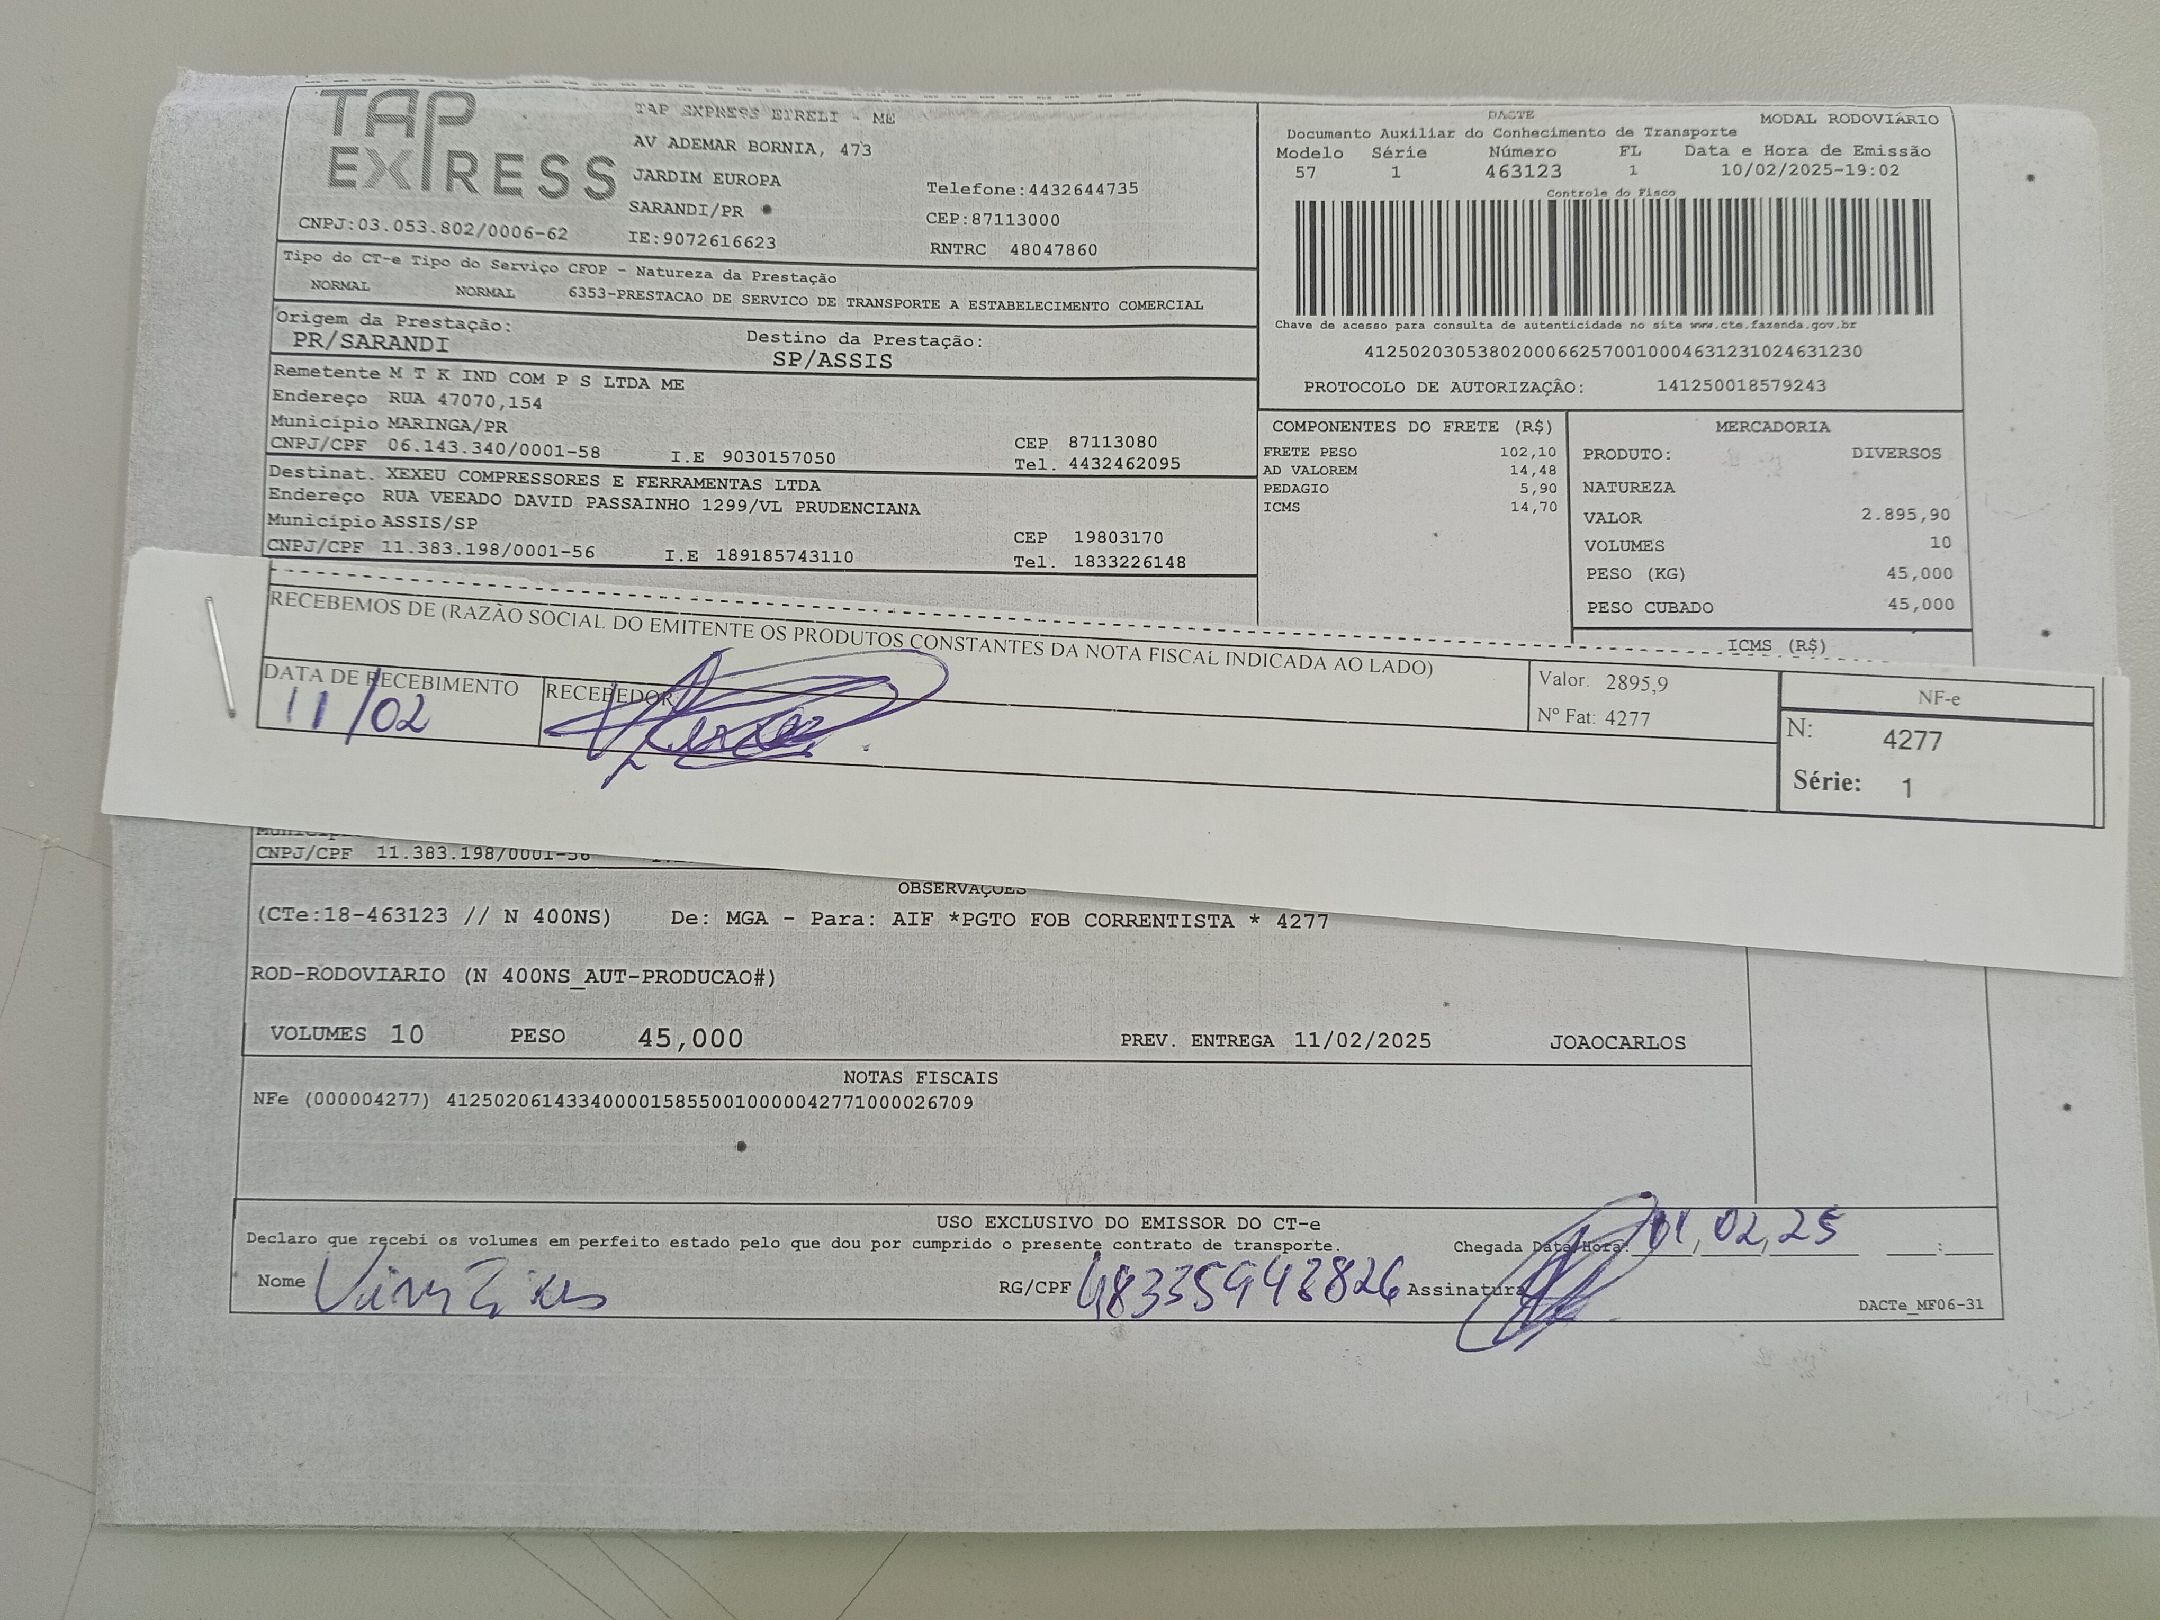 TAP EXPRESS
TAP EXPRESS EIRELI - ME
AV ADEMAR BORNIA, 473
JARDIM EUROPA
SARANDI/PR
IE:9072616623
Telefone:4432644735
CEP:87113000
RNTRC 48047860
CNPJ:03.053.802/0006-62
Tipo do CT-e Tipo do Serviço CFOP - Natureza da Prestação
NORMAL NORMAL 6353-PRESTACAO DE SERVICO DE TRANSPORTE A ESTABELECIMENTO COMERCIAL
Origem da Prestação: Destino da Prestação:
PR/SARANDI SP/ASSIS
Remetente M T K IND COM P S LTDA ME
Endereço RUA 47070,154
Município MARINGA/PR CEP 87113080
CNPJ/CPF 06.143.340/0001-58 I.E 9030157050 Tel. 4432462095
Destinat. XEXEU COMPRESSORES E FERRAMENTAS LTDA
Endereço RUA VEEADO DAVID PASSAINHO 1299/VL PRUDENCIANA
Município ASSIS/SP CEP 19803170
CNPJ/CPF 11.383.198/0001-56 I.E 189185743110 Tel. 1833226148
DACTE MODAL RODOVIÁRIO
Documento Auxiliar do Conhecimento de Transporte
Modelo Série Número FL Data e Hora de Emissão
57 1 463123 1 10/02/2025-19:02
Controle do Fisco
Chave de acesso para consulta de autenticidade no site www.cte.fazenda.gov.br
41250203053802000662570010004631231024631230
PROTOCOLO DE AUTORIZAÇÃO: 141250018579243
COMPONENTES DO FRETE (R$)
FRETE PESO 102,10
AD VALOREM 14,48
PEDAGIO 5,90
ICMS 14,70
MERCADORIA
PRODUTO: DIVERSOS
NATUREZA
VALOR 2.895,90
VOLUMES 10
PESO (KG) 45,000
PESO CUBADO 45,000
ICMS (R$)
RECEBEMOS DE (RAZÃO SOCIAL DO EMITENTE OS PRODUTOS CONSTANTES DA NOTA FISCAL INDICADA AO LADO)
DATA DE RECEBIMENTO RECEBEDOR
11/02
Valor. 2895,9
Nº Fat: 4277
NF-e
N: 4277
Série: 1
CNPJ/CPF 11.383.198/0001-56
OBSERVAÇÕES
(CTe:18-463123 // N 400NS) De: MGA - Para: AIF *PGTO FOB CORRENTISTA * 4277
ROD-RODOVIARIO (N 400NS_AUT-PRODUCAO#)
VOLUMES 10 PESO 45,000 PREV. ENTREGA 11/02/2025 JOAOCARLOS
NOTAS FISCAIS
NFe (000004277) 41250206143340000158550010000042771000026709
USO EXCLUSIVO DO EMISSOR DO CT-e
Declaro que recebi os volumes em perfeito estado pelo que dou por cumprido o presente contrato de transporte. Chegada Data/Hora: 11,02,25 :
Nome RG/CPF 48335943826 Assinatura
DACTe_MF06-31